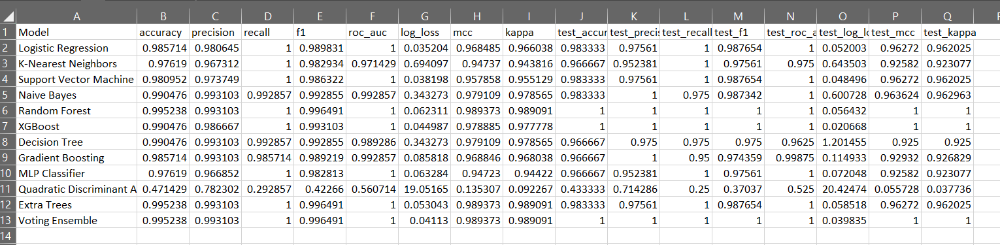 A B C D E F G H I J K L M N O P Q
1 Model accuracy precision recall f1 roc_auc log_loss mcc kappa test_accur test_precis test_recall test_f1 test_roc_a test_log_lo test_mcc test_kappa
2 Logistic Regression 0.985714 0.980645 1 0.989831 1 0.035204 0.968485 0.966038 0.983333 0.97561 1 0.987654 1 0.052003 0.96272 0.962025
3 K-Nearest Neighbors 0.97619 0.967312 1 0.982934 0.971429 0.694097 0.94737 0.943816 0.966667 0.952381 1 0.97561 0.975 0.643503 0.92582 0.923077
4 Support Vector Machine 0.980952 0.973749 1 0.986322 1 0.038198 0.957858 0.955129 0.983333 0.97561 1 0.987654 1 0.048496 0.96272 0.962025
5 Naive Bayes 0.990476 0.993103 0.992857 0.992855 0.992857 0.343273 0.979109 0.978565 0.983333 1 0.975 0.987342 1 0.600728 0.963624 0.962963
6 Random Forest 0.995238 0.993103 1 0.996491 1 0.062311 0.989373 0.989091 1 1 1 1 1 0.056432 1 1
7 XGBoost 0.990476 0.986667 1 0.993103 1 0.044987 0.978885 0.977778 1 1 1 1 1 0.020668 1 1
8 Decision Tree 0.990476 0.993103 0.992857 0.992855 0.989286 0.343273 0.979109 0.978565 0.966667 0.975 0.975 0.975 0.9625 1.201455 0.925 0.925
9 Gradient Boosting 0.985714 0.993103 0.985714 0.989219 0.992857 0.085818 0.968846 0.968038 0.966667 1 0.95 0.974359 0.99875 0.114933 0.92932 0.926829
10 MLP Classifier 0.97619 0.966852 1 0.982813 1 0.063284 0.94723 0.94422 0.966667 0.952381 1 0.97561 1 0.072048 0.92582 0.923077
11 Quadratic Discriminant A 0.471429 0.782302 0.292857 0.42266 0.560714 19.05165 0.135307 0.092267 0.433333 0.714286 0.25 0.37037 0.525 20.42474 0.055728 0.037736
12 Extra Trees 0.995238 0.993103 1 0.996491 1 0.053043 0.989373 0.989091 0.983333 0.97561 1 0.987654 1 0.058518 0.96272 0.962025
13 Voting Ensemble 0.995238 0.993103 1 0.996491 1 0.04113 0.989373 0.989091 1 1 1 1 1 0.039835 1 1
14